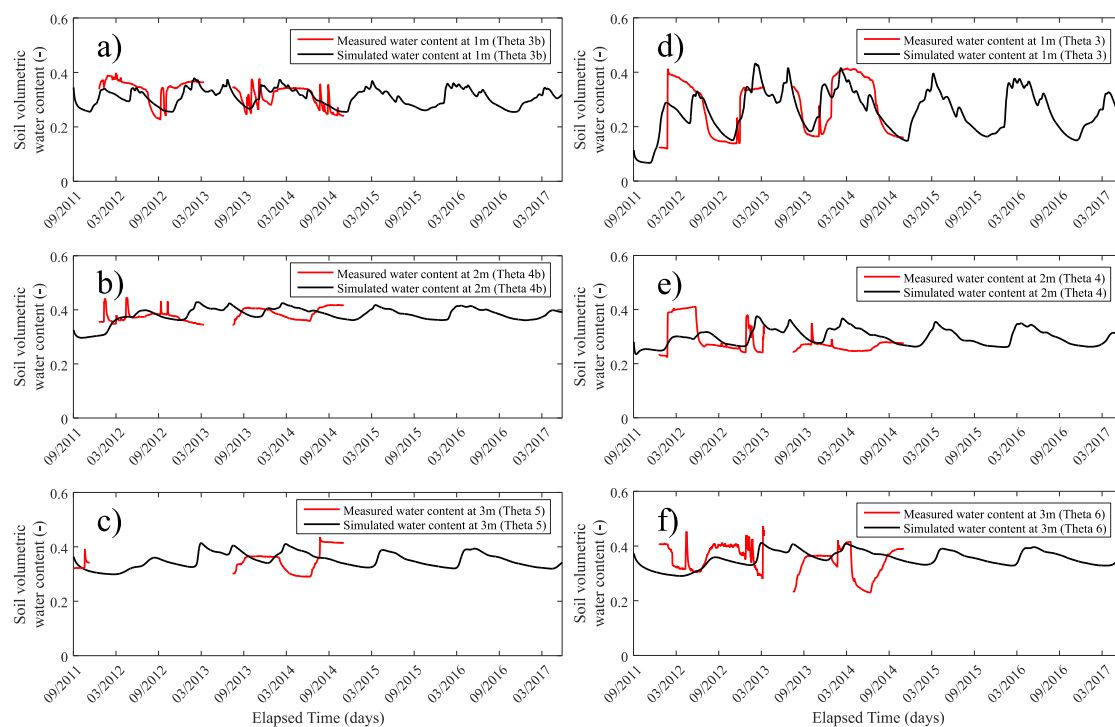 a)
Measured water content at 1m (Theta 3b)
Simulated water content at 1m (Theta 3b)
Soil volumetric
water content (-)
0.6
0.4
0.2
0
09/2011 03/2012 09/2012 03/2013 09/2013 03/2014 09/2014 03/2015 09/2015 03/2016 09/2016 03/2017
d)
Measured water content at 1m (Theta 3)
Simulated water content at 1m (Theta 3)
Soil volumetric
water content (-)
0.6
0.4
0.2
0
09/2011 03/2012 09/2012 03/2013 09/2013 03/2014 09/2014 03/2015 09/2015 03/2016 09/2016 03/2017
b)
Measured water content at 2m (Theta 4b)
Simulated water content at 2m (Theta 4b)
Soil volumetric
water content (-)
0.6
0.4
0.2
0
09/2011 03/2012 09/2012 03/2013 09/2013 03/2014 09/2014 03/2015 09/2015 03/2016 09/2016 03/2017
e)
Measured water content at 2m (Theta 4)
Simulated water content at 2m (Theta 4)
Soil volumetric
water content (-)
0.6
0.4
0.2
0
09/2011 03/2012 09/2012 03/2013 09/2013 03/2014 09/2014 03/2015 09/2015 03/2016 09/2016 03/2017
c)
Measured water content at 3m (Theta 5)
Simulated water content at 3m (Theta 5)
Soil volumetric
water content (-)
0.6
0.4
0.2
0
09/2011 03/2012 09/2012 03/2013 09/2013 03/2014 09/2014 03/2015 09/2015 03/2016 09/2016 03/2017
Elapsed Time (days)
f)
Measured water content at 3m (Theta 6)
Simulated water content at 3m (Theta 6)
Soil volumetric
water content (-)
0.6
0.4
0.2
0
09/2011 03/2012 09/2012 03/2013 09/2013 03/2014 09/2014 03/2015 09/2015 03/2016 09/2016 03/2017
Elapsed Time (days)